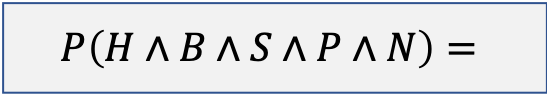 P(H ∧ B ∧ S ∧ P ∧ N) =